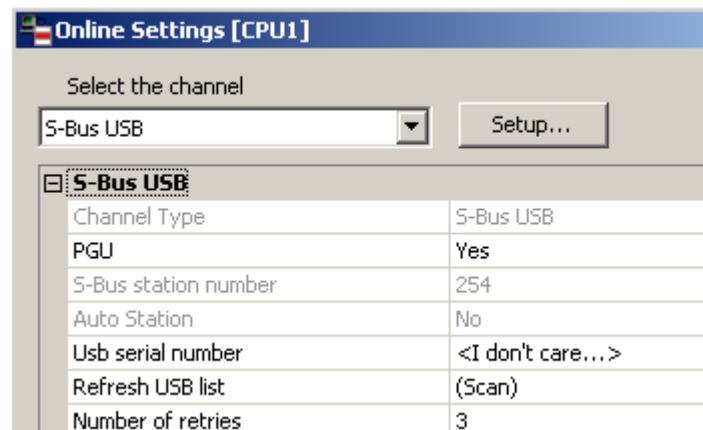 Online Settings [CPU1]
Select the channel
S-Bus USB
Setup...
S-Bus USB
Channel Type S-Bus USB
PGU Yes
S-Bus station number 254
Auto Station No
Usb serial number <I don't care...>
Refresh USB list (Scan)
Number of retries 3